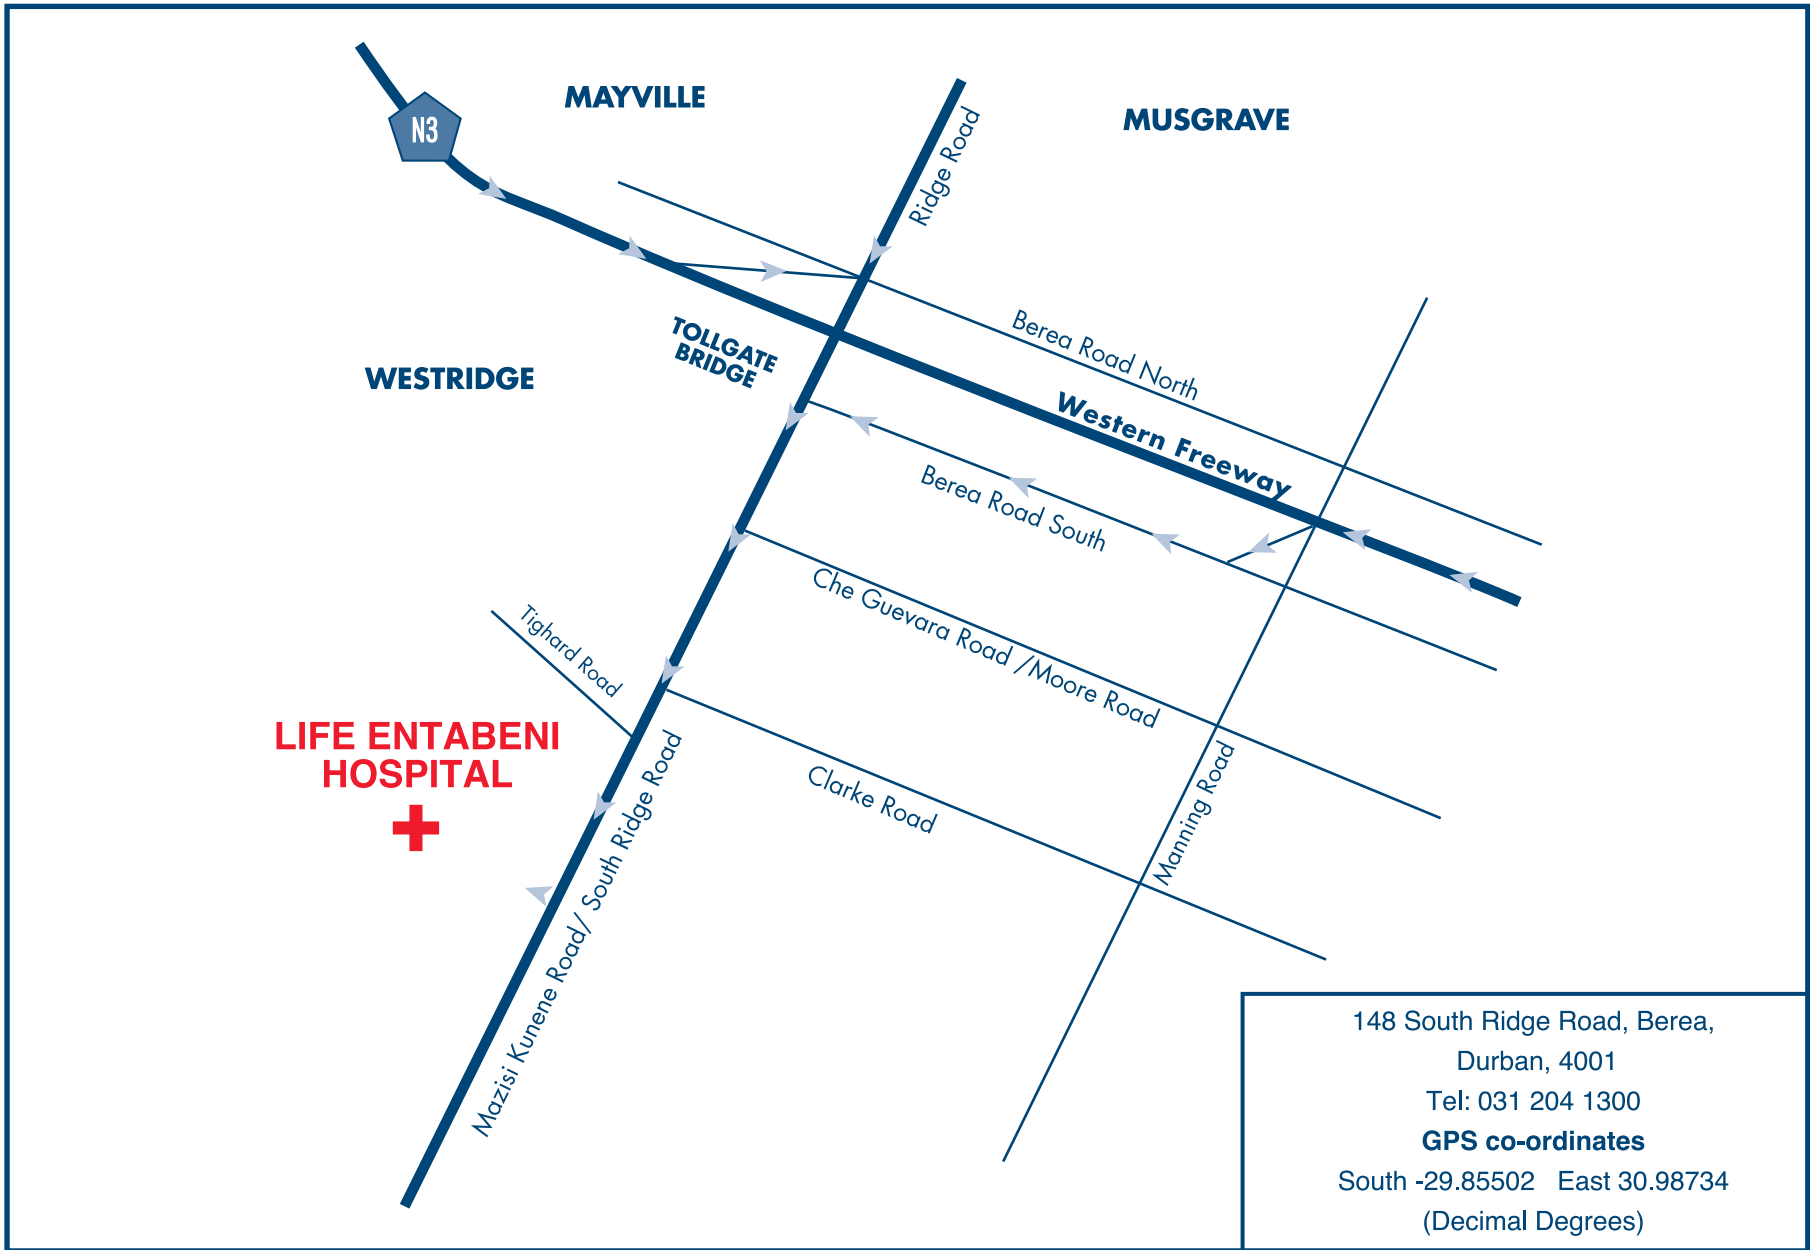 MAYVILLE
MUSGRAVE
N3
Ridge Road
Berea Road North
TOLLGATE
BRIDGE
WESTRIDGE
Western Freeway
Berea Road South
Che Guevara Road /Moore Road
Tighard Road
LIFE ENTABENI
HOSPITAL
Clarke Road
Manning Road
Mazisi Kunene Road/ South Ridge Road
148 South Ridge Road, Berea,
Durban, 4001
Tel: 031 204 1300
GPS co-ordinates
South -29.85502 East 30.98734
(Decimal Degrees)